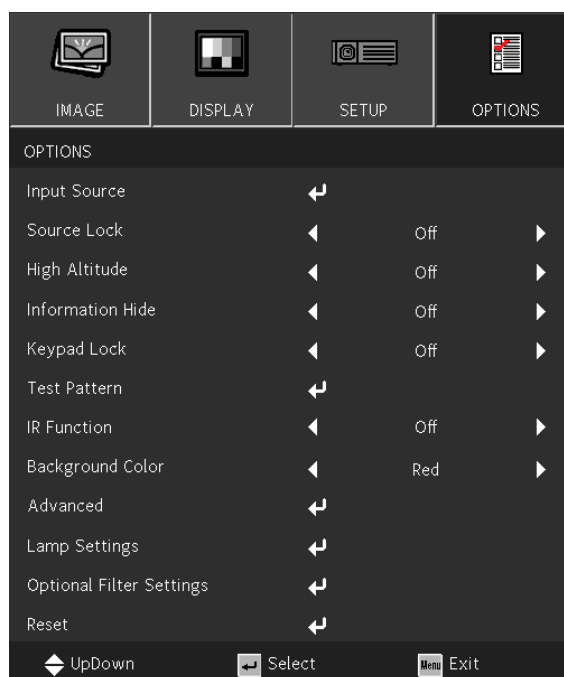 IMAGE DISPLAY SETUP OPTIONS
OPTIONS
Input Source
Source Lock Off
High Altitude Off
Information Hide Off
Keypad Lock Off
Test Pattern
IR Function Off
Background Color Red
Advanced
Lamp Settings
Optional Filter Settings
Reset
UpDown Select Menu Exit